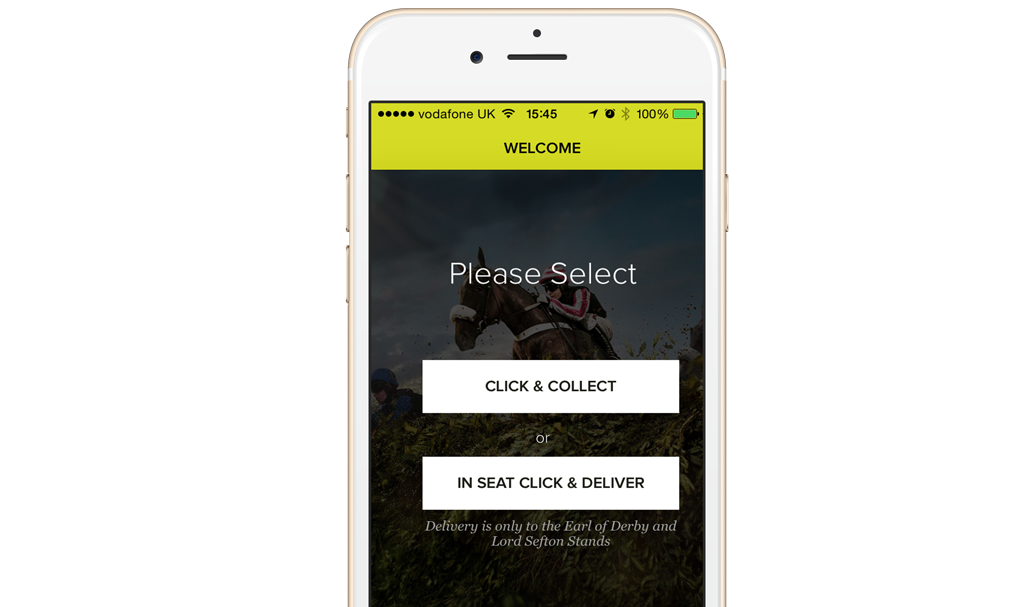 vodafone UK 15:45 100%
WELCOME
Please Select
CLICK & COLLECT
or
IN SEAT CLICK & DELIVER
Delivery is only to the Earl of Derby and
Lord Sefton Stands